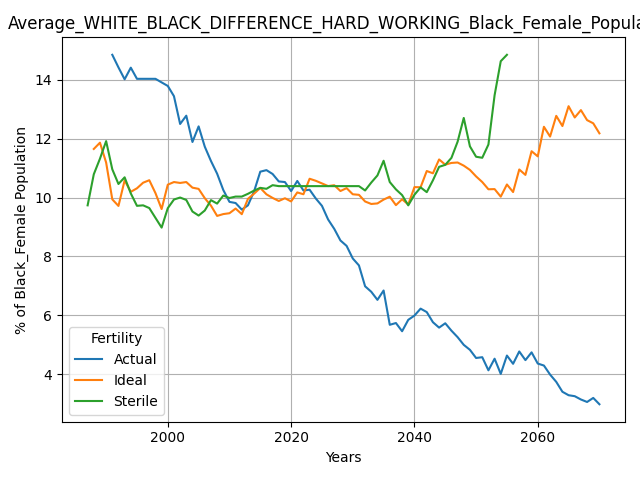 Average_WHITE_BLACK_DIFFERENCE_HARD_WORKING_Black_Female_Popula
% of Black_Female Population
14
12
10
8
6
4
Fertility
Actual
Ideal
Sterile
2000 2020 2040 2060
Years